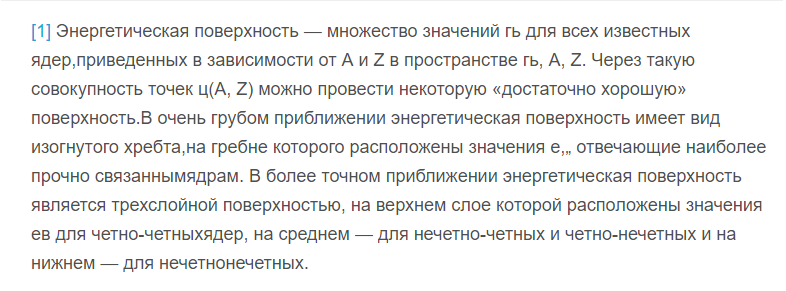 [1] Энергетическая поверхность — множество значений гь для всех известных
ядер,приведенных в зависимости от А и Z в пространстве гь, A, Z. Через такую
совокупность точек ц(А, Z) можно провести некоторую «достаточно хорошую»
поверхность.В очень грубом приближении энергетическая поверхность имеет вид
изогнутого хребта,на гребне которого расположены значения е,„ отвечающие наиболее
прочно связаннымядрам. В более точном приближении энергетическая поверхность
является трехслойной поверхностью, на верхнем слое которой расположены значения
ев для четно-четныхядер, на среднем — для нечетно-четных и четно-нечетных и на
нижнем — для нечетнонечетных.